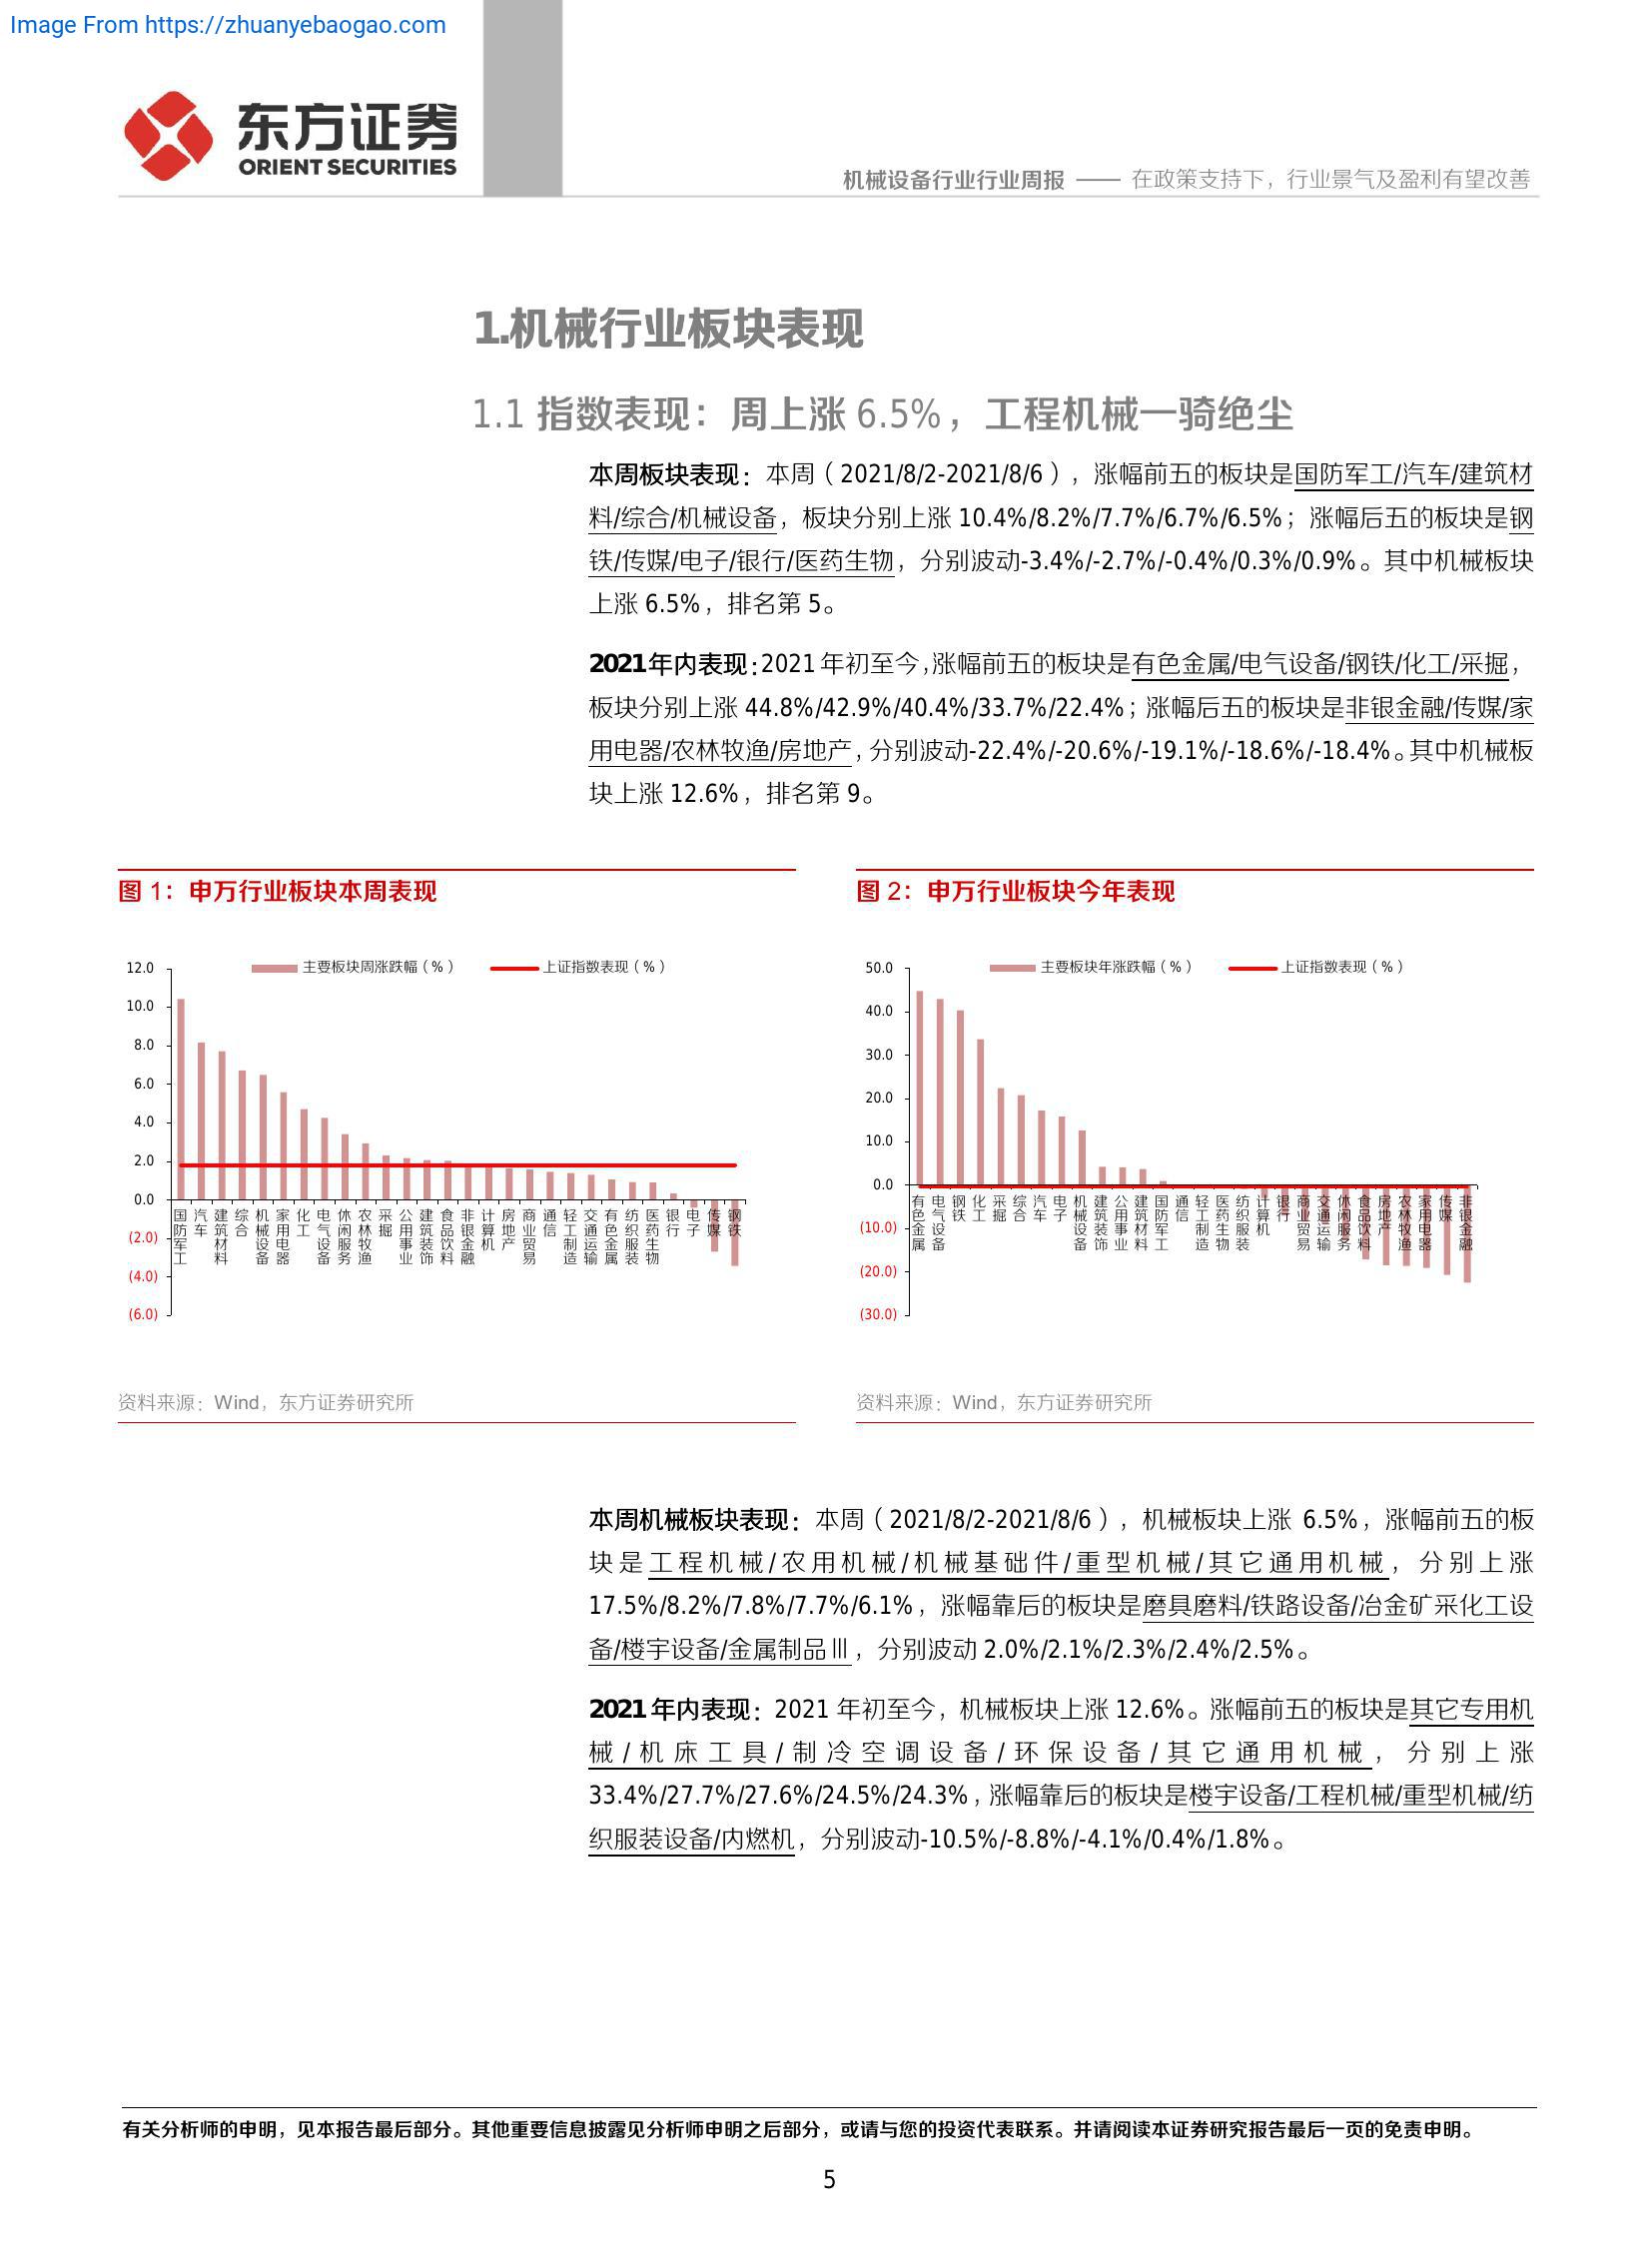 Image From https://zhuanyebaogao.com
东方证券
ORIENT SECURITIES
机械设备行业行业周报 —— 在政策支持下，行业景气及盈利有望改善
1.机械行业板块表现
1.1 指数表现：周上涨 6.5%，工程机械一骑绝尘
本周板块表现：本周（2021/8/2-2021/8/6），涨幅前五的板块是国防军工/汽车/建筑材
料/综合/机械设备，板块分别上涨 10.4%/8.2%/7.7%/6.7%/6.5%；涨幅后五的板块是钢
铁/传媒/电子/银行/医药生物，分别波动-3.4%/-2.7%/-0.4%/0.3%/0.9%。其中机械板块
上涨 6.5%，排名第 5。
2021年内表现：2021 年初至今，涨幅前五的板块是有色金属/电气设备/钢铁/化工/采掘，
板块分别上涨 44.8%/42.9%/40.4%/33.7%/22.4%；涨幅后五的板块是非银金融/传媒/家
用电器/农林牧渔/房地产，分别波动-22.4%/-20.6%/-19.1%/-18.6%/-18.4%。其中机械板
块上涨 12.6%，排名第 9。
图 1：申万行业板块本周表现
主要板块周涨跌幅（%） 上证指数表现（%）
12.0
10.0
8.0
6.0
4.0
2.0
0.0
(2.0)
(4.0)
(6.0)
国防军工 汽车 建筑材料 综合 机械设备 家用电器 化工 电气设备 休闲服务 农林牧渔 采掘 公用事业 建筑装饰 食品饮料 非银金融 计算机 房地产 商业贸易 通信 轻工制造 交通运输 有色金属 纺织服装 医药生物 银行 电子 传媒 钢铁
资料来源：Wind，东方证券研究所
图 2：申万行业板块今年表现
主要板块年涨跌幅（%） 上证指数表现（%）
50.0
40.0
30.0
20.0
10.0
0.0
(10.0)
(20.0)
(30.0)
有色金属 电气设备 钢铁 化工 采掘 综合 汽车 电子 机械设备 建筑装饰 公用事业 建筑材料 国防军工 通信 轻工制造 医药生物 纺织服装 计算机 银行 商业贸易 交通运输 休闲服务 食品饮料 房地产 农林牧渔 家用电器 传媒 非银金融
资料来源：Wind，东方证券研究所
本周机械板块表现：本周（2021/8/2-2021/8/6），机械板块上涨 6.5%，涨幅前五的板
块是工程机械/农用机械/机械基础件/重型机械/其它通用机械，分别上涨
17.5%/8.2%/7.8%/7.7%/6.1%，涨幅靠后的板块是磨具磨料/铁路设备/冶金矿采化工设
备/楼宇设备/金属制品Ⅲ，分别波动 2.0%/2.1%/2.3%/2.4%/2.5%。
2021 年内表现：2021 年初至今，机械板块上涨 12.6%。涨幅前五的板块是其它专用机
械/机床工具/制冷空调设备/环保设备/其它通用机械，分别上涨
33.4%/27.7%/27.6%/24.5%/24.3%，涨幅靠后的板块是楼宇设备/工程机械/重型机械/纺
织服装设备/内燃机，分别波动-10.5%/-8.8%/-4.1%/0.4%/1.8%。
有关分析师的申明，见本报告最后部分。其他重要信息披露见分析师申明之后部分，或请与您的投资代表联系。并请阅读本证券研究报告最后一页的免责申明。
5